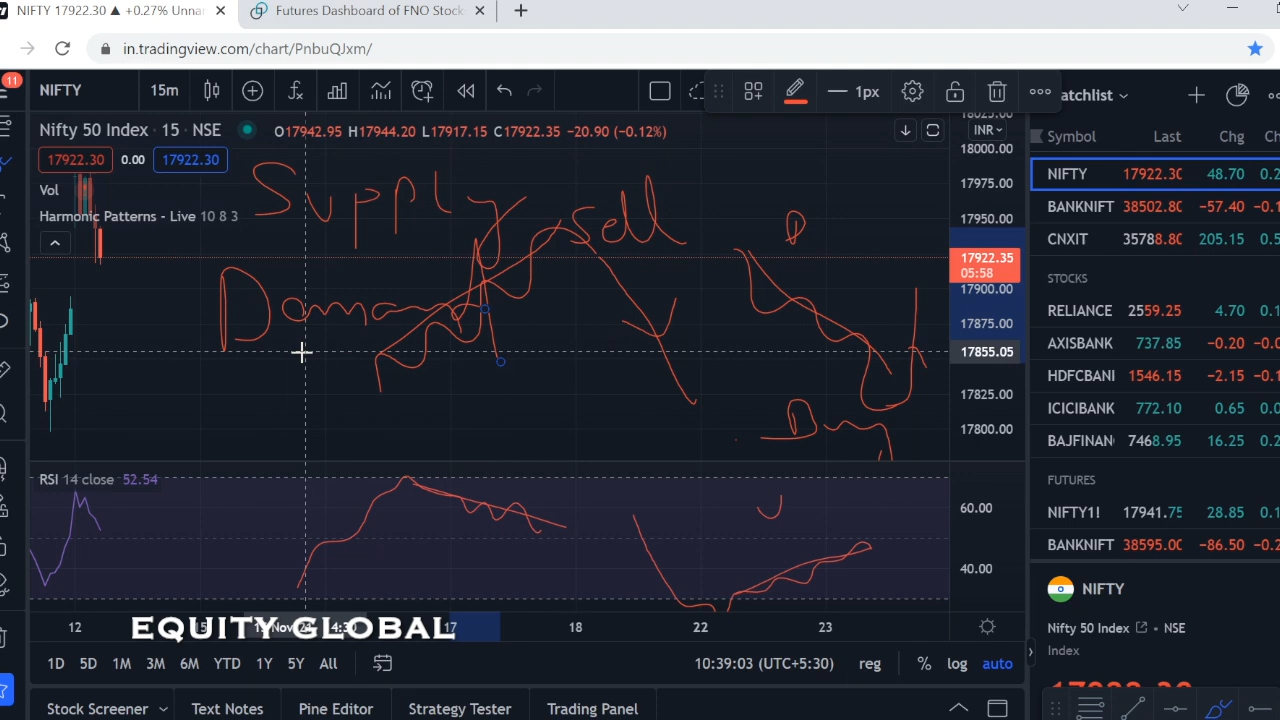 NIFTY 17922.30 ▲ +0.27% Unnar
Futures Dashboard of FNO Stock
in.tradingview.com/chart/PnbuQJxm/
11
NIFTY 15m 1px atchlist
Nifty 50 Index · 15 · NSE O17942.95 H17944.20 L17917.15 C17922.35 −20.90 (−0.12%)
17922.30 0.00 17922.30
Vol
Harmonic Patterns - Live 10 8 3
Supply
Demand
Sell
Buy
INR
18025.00
18000.00
17975.00
17950.00
17922.35
05:58
17900.00
17875.00
17855.05
17825.00
17800.00
RSI 14 close 52.54
60.00
40.00
12 17 18 22 23
EQUITY GLOBAL
1D 5D 1M 3M 6M YTD 1Y 5Y All 10:39:03 (UTC+5:30) reg % log auto
Stock Screener Text Notes Pine Editor Strategy Tester Trading Panel
Symbol Last Chg
NIFTY 17922.30 48.70
BANKNIFT 38502.80 −57.40
CNXIT 35788.80 205.15
STOCKS
RELIANCE 2559.25 4.70
AXISBANK 737.85 −0.20
HDFCBANI 1546.15 −2.15
ICICIBANK 772.10 0.65
BAJFINAN 7468.95 16.25
FUTURES
NIFTY1! 17941.75 28.85
BANKNIFT 38595.00 −86.50
NIFTY
Nifty 50 Index • NSE
Index